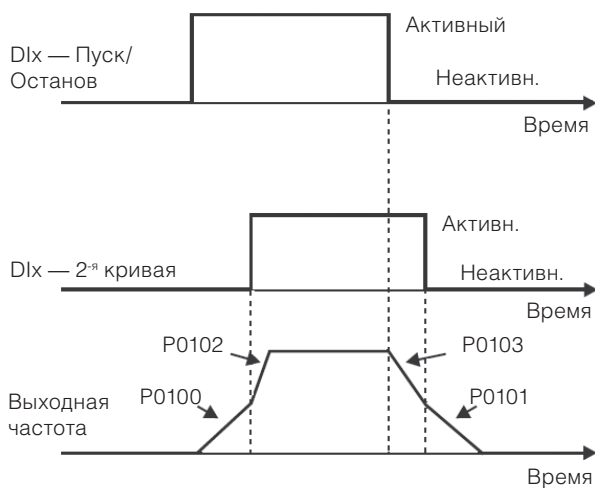 DIx — Пуск/
Останов
Активный
Неактивн.
Время
DIx — 2-я кривая
Активн.
Неактивн.
Время
P0102
P0103
P0100
P0101
Выходная
частота
Время